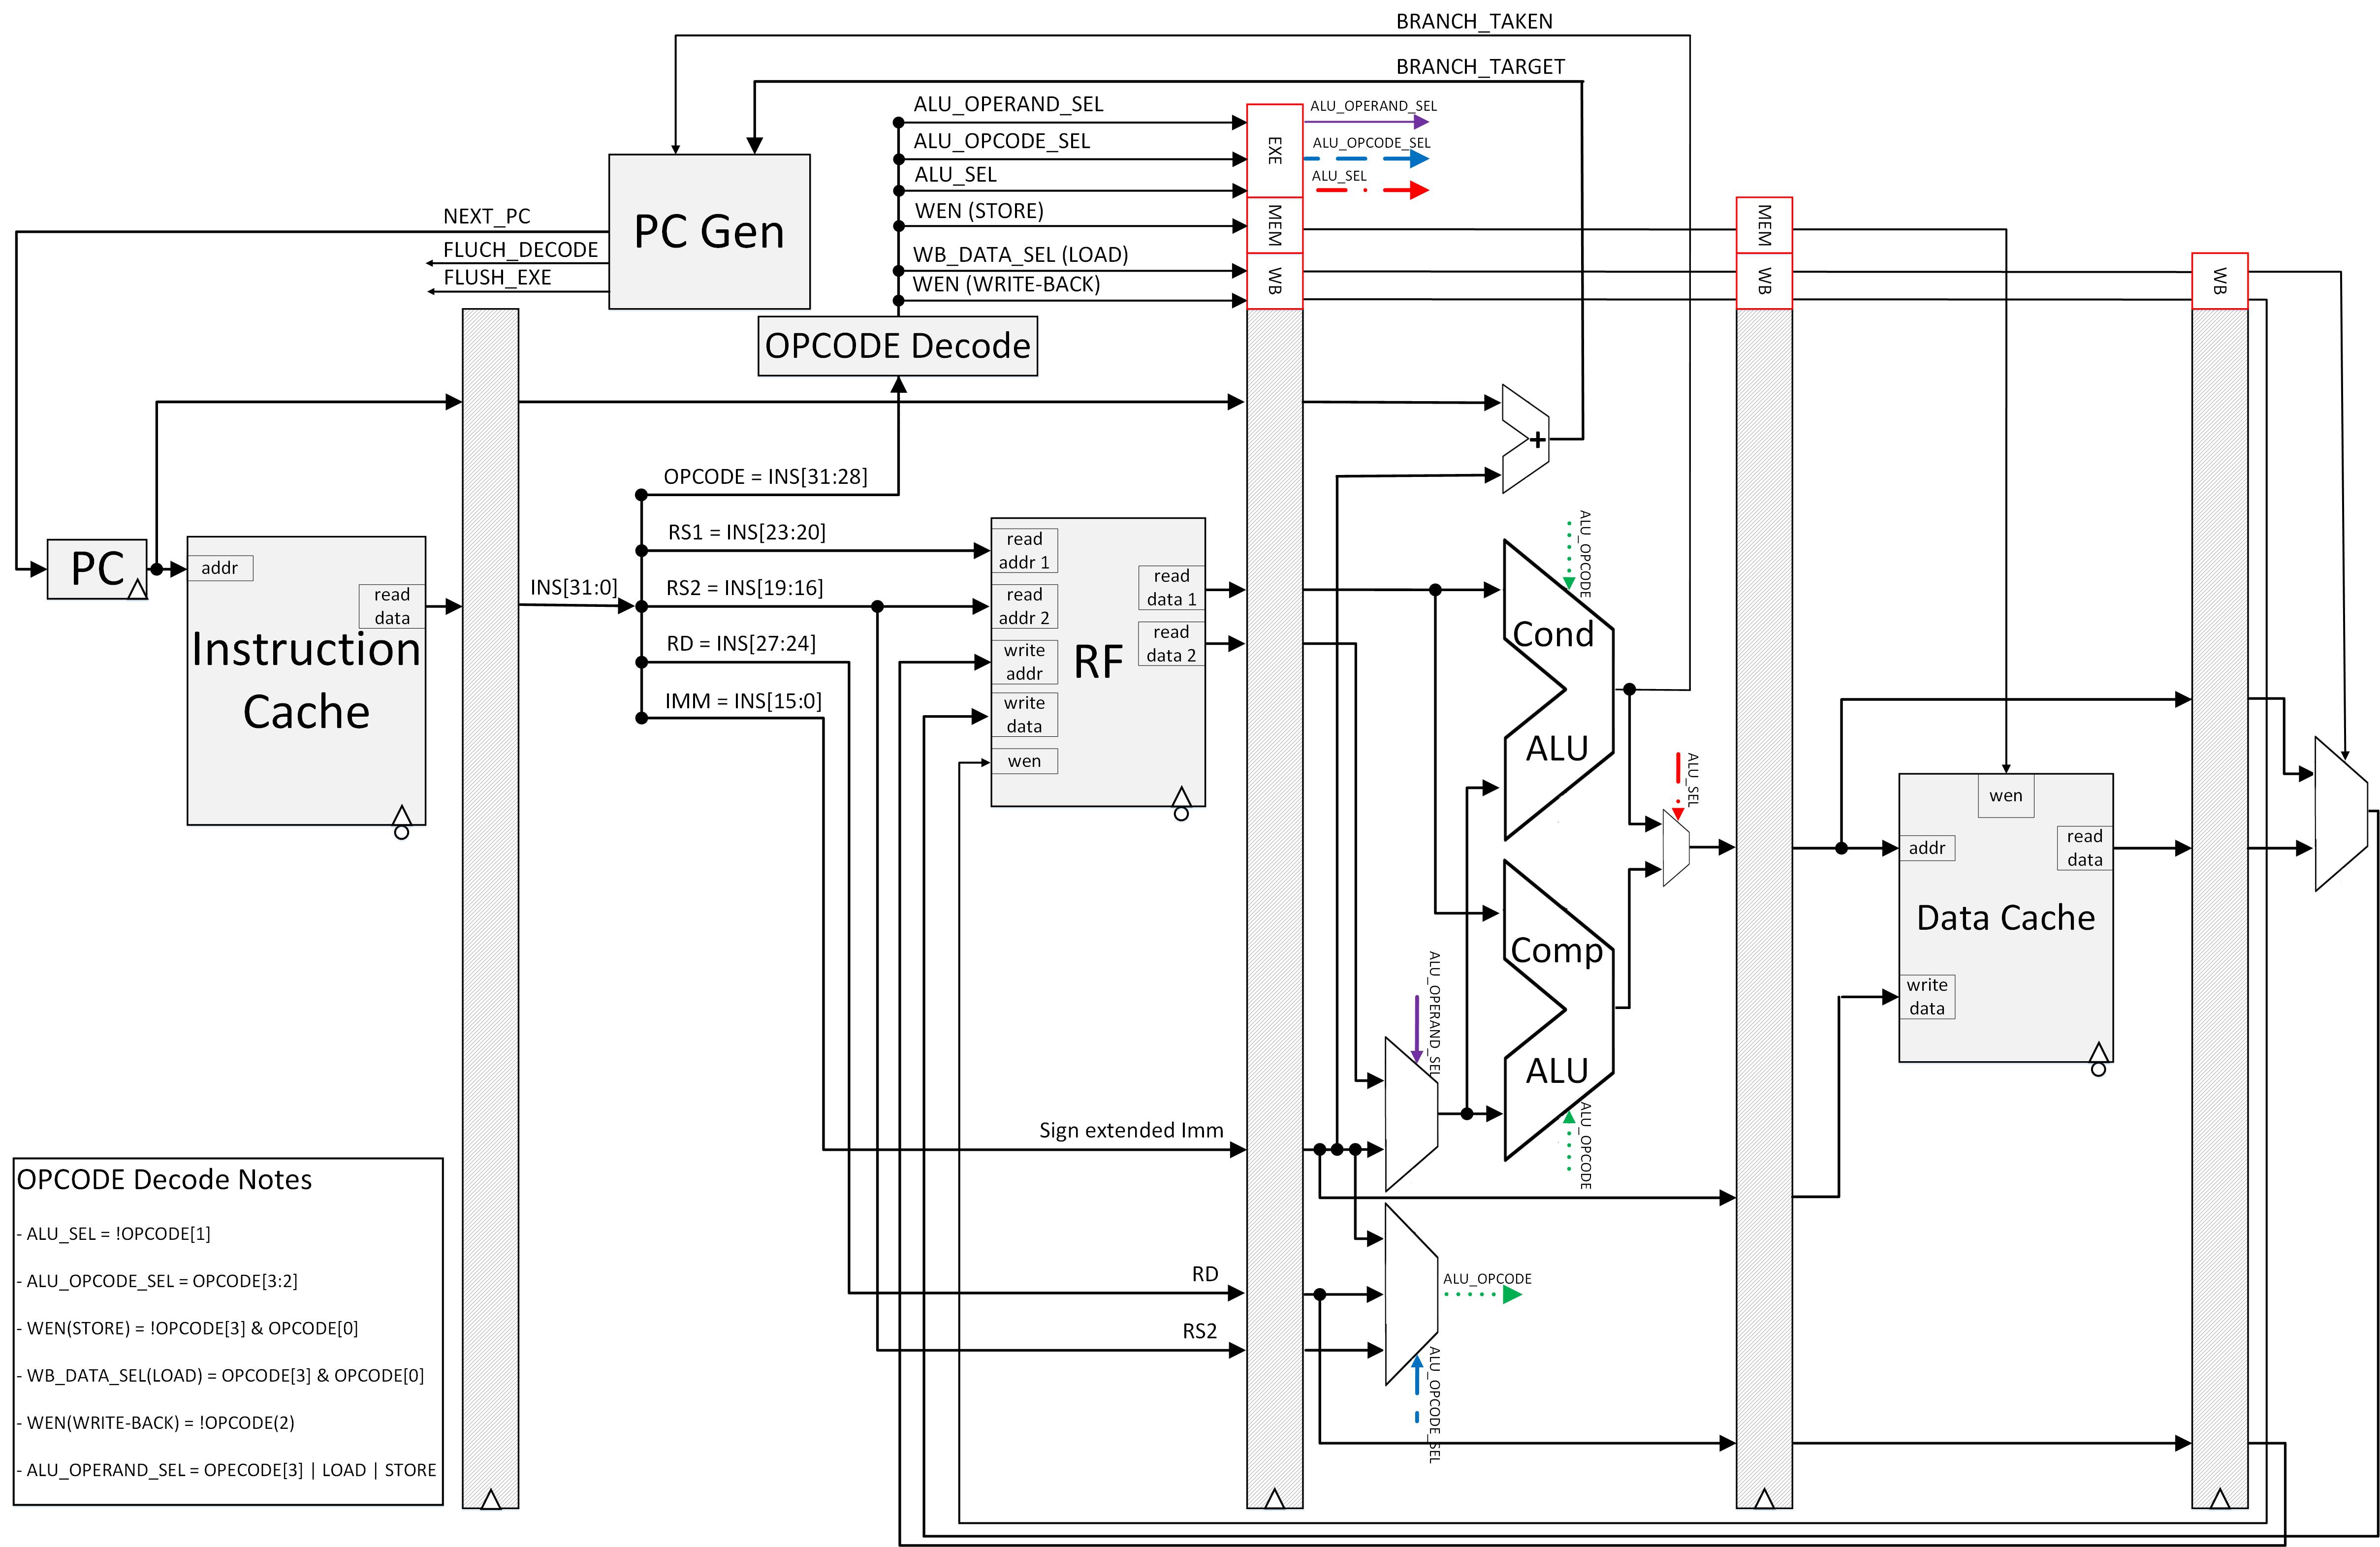 BRANCH_TAKEN
BRANCH_TARGET
ALU_OPERAND_SEL
ALU_OPCODE_SEL
ALU_SEL
WEN (STORE)
WB_DATA_SEL (LOAD)
WEN (WRITE-BACK)
EXE
MEM
WB
ALU_OPERAND_SEL
ALU_OPCODE_SEL
ALU_SEL
MEM
WB
WB
PC Gen
NEXT_PC
FLUCH_DECODE
FLUSH_EXE
OPCODE Decode
+
PC
addr
read
data
Instruction
Cache
INS[31:0]
OPCODE = INS[31:28]
RS1 = INS[23:20]
RS2 = INS[19:16]
RD = INS[27:24]
IMM = INS[15:0]
read
addr 1
read
addr 2
write
addr
write
data
wen
RF
read
data 1
read
data 2
ALU_OPCODE
Cond
ALU
ALU_SEL
Comp
ALU
ALU_OPCODE
ALU_OPERAND_SEL
wen
addr
read
data
Data Cache
write
data
Sign extended Imm
RD
RS2
ALU_OPCODE
ALU_OPCODE_SEL
OPCODE Decode Notes
- ALU_SEL = !OPCODE[1]
- ALU_OPCODE_SEL = OPCODE[3:2]
- WEN(STORE) = !OPCODE[3] & OPCODE[0]
- WB_DATA_SEL(LOAD) = OPCODE[3] & OPCODE[0]
- WEN(WRITE-BACK) = !OPCODE(2)
- ALU_OPERAND_SEL = OPECODE[3] | LOAD | STORE